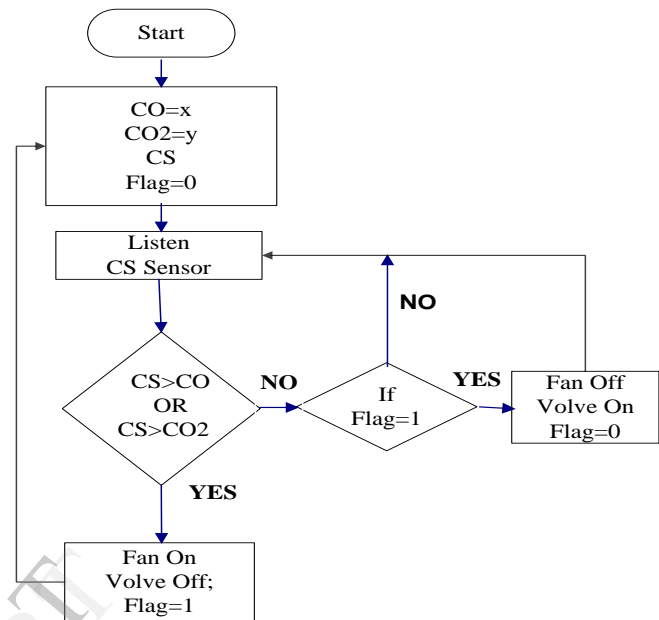 Start
CO=x
CO2=y
CS
Flag=0
Listen
CS Sensor
NO
CS>CO
OR
CS>CO2
NO
If
Flag=1
YES
Fan Off
Volve On
Flag=0
YES
Fan On
Volve Off;
Flag=1